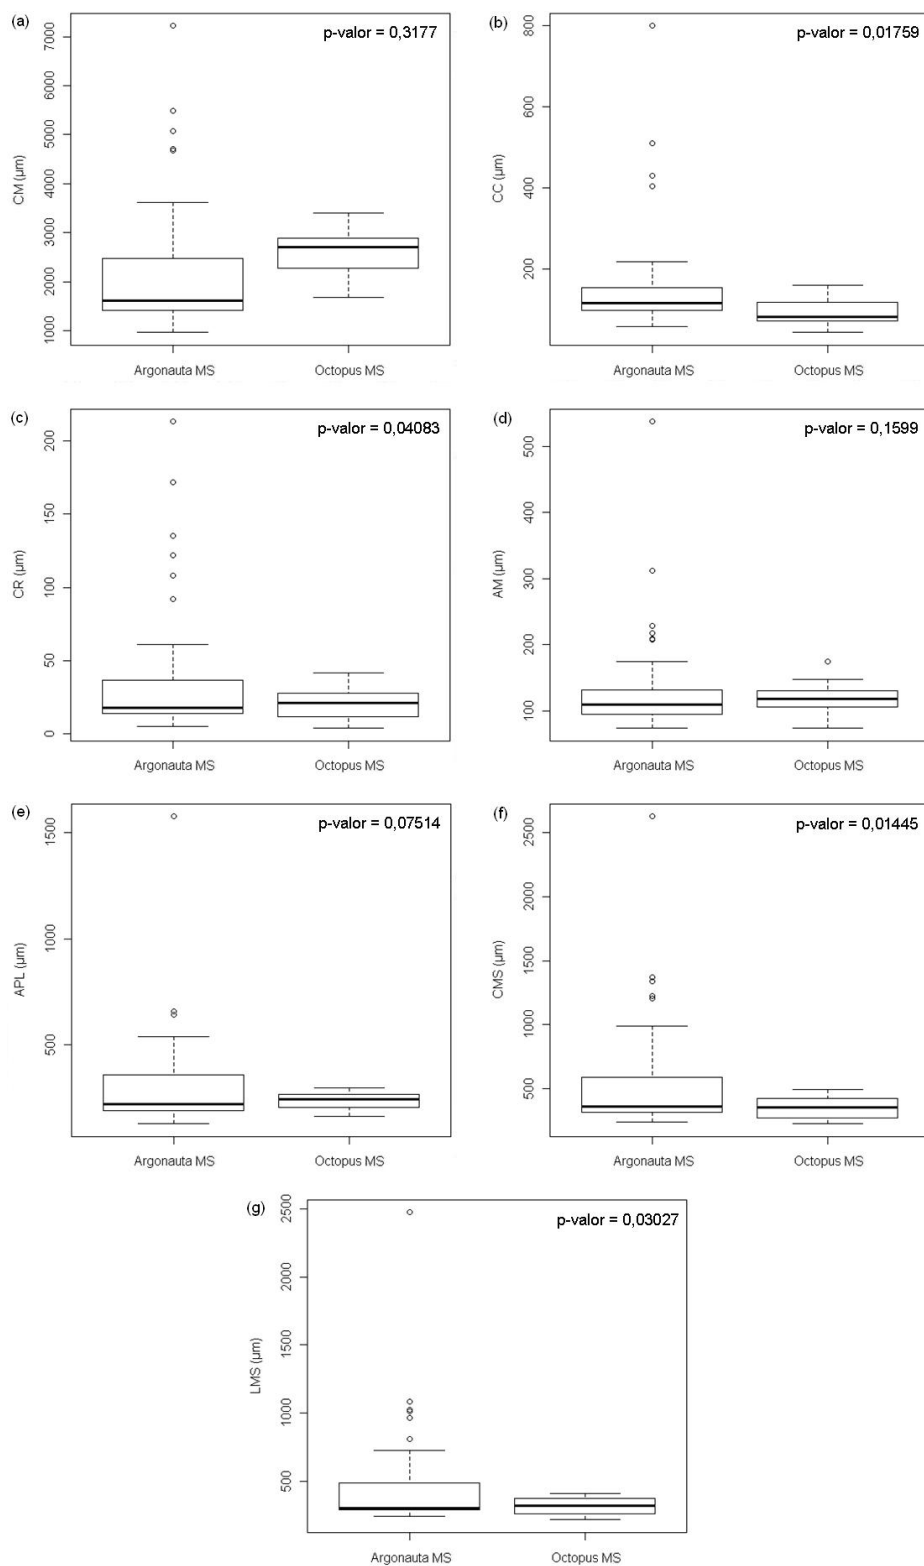 (a)
p-valor = 0,3177
CM (µm)
7000
6000
5000
4000
3000
2000
1000
Argonauta MS
Octopus MS
(b)
p-valor = 0,01759
CC (µm)
800
600
400
200
Argonauta MS
Octopus MS
(c)
p-valor = 0,04083
CR (µm)
200
150
100
50
0
Argonauta MS
Octopus MS
(d)
p-valor = 0,1599
AM (µm)
500
400
300
200
100
Argonauta MS
Octopus MS
(e)
p-valor = 0,07514
APL (µm)
1500
1000
500
Argonauta MS
Octopus MS
(f)
p-valor = 0,01445
CMS (µm)
2500
2000
1500
1000
500
Argonauta MS
Octopus MS
(g)
p-valor = 0,03027
LMS (µm)
2500
2000
1500
1000
500
Argonauta MS
Octopus MS